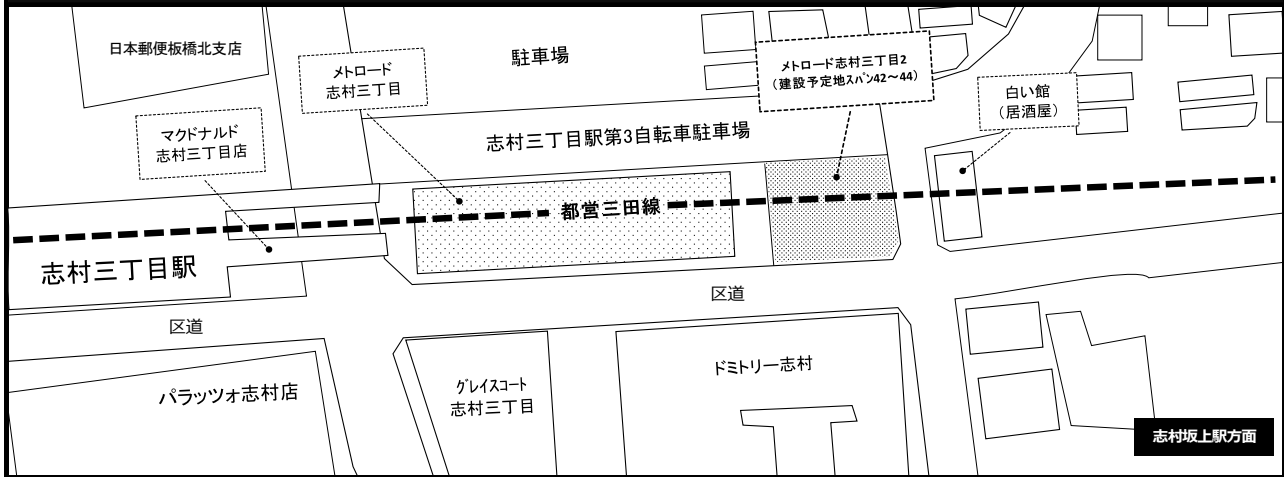 日本郵便板橋北支店
メトロード
志村三丁目
駐車場
メトロード志村三丁目2
（建設予定地スパン42～44）
白い館
（居酒屋）
マクドナルド
志村三丁目店
志村三丁目駅第3自転車駐車場
都営三田線
志村三丁目駅
区道
区道
パラッツォ志村店
グレイスコート
志村三丁目
ドミトリー志村
志村坂上駅方面